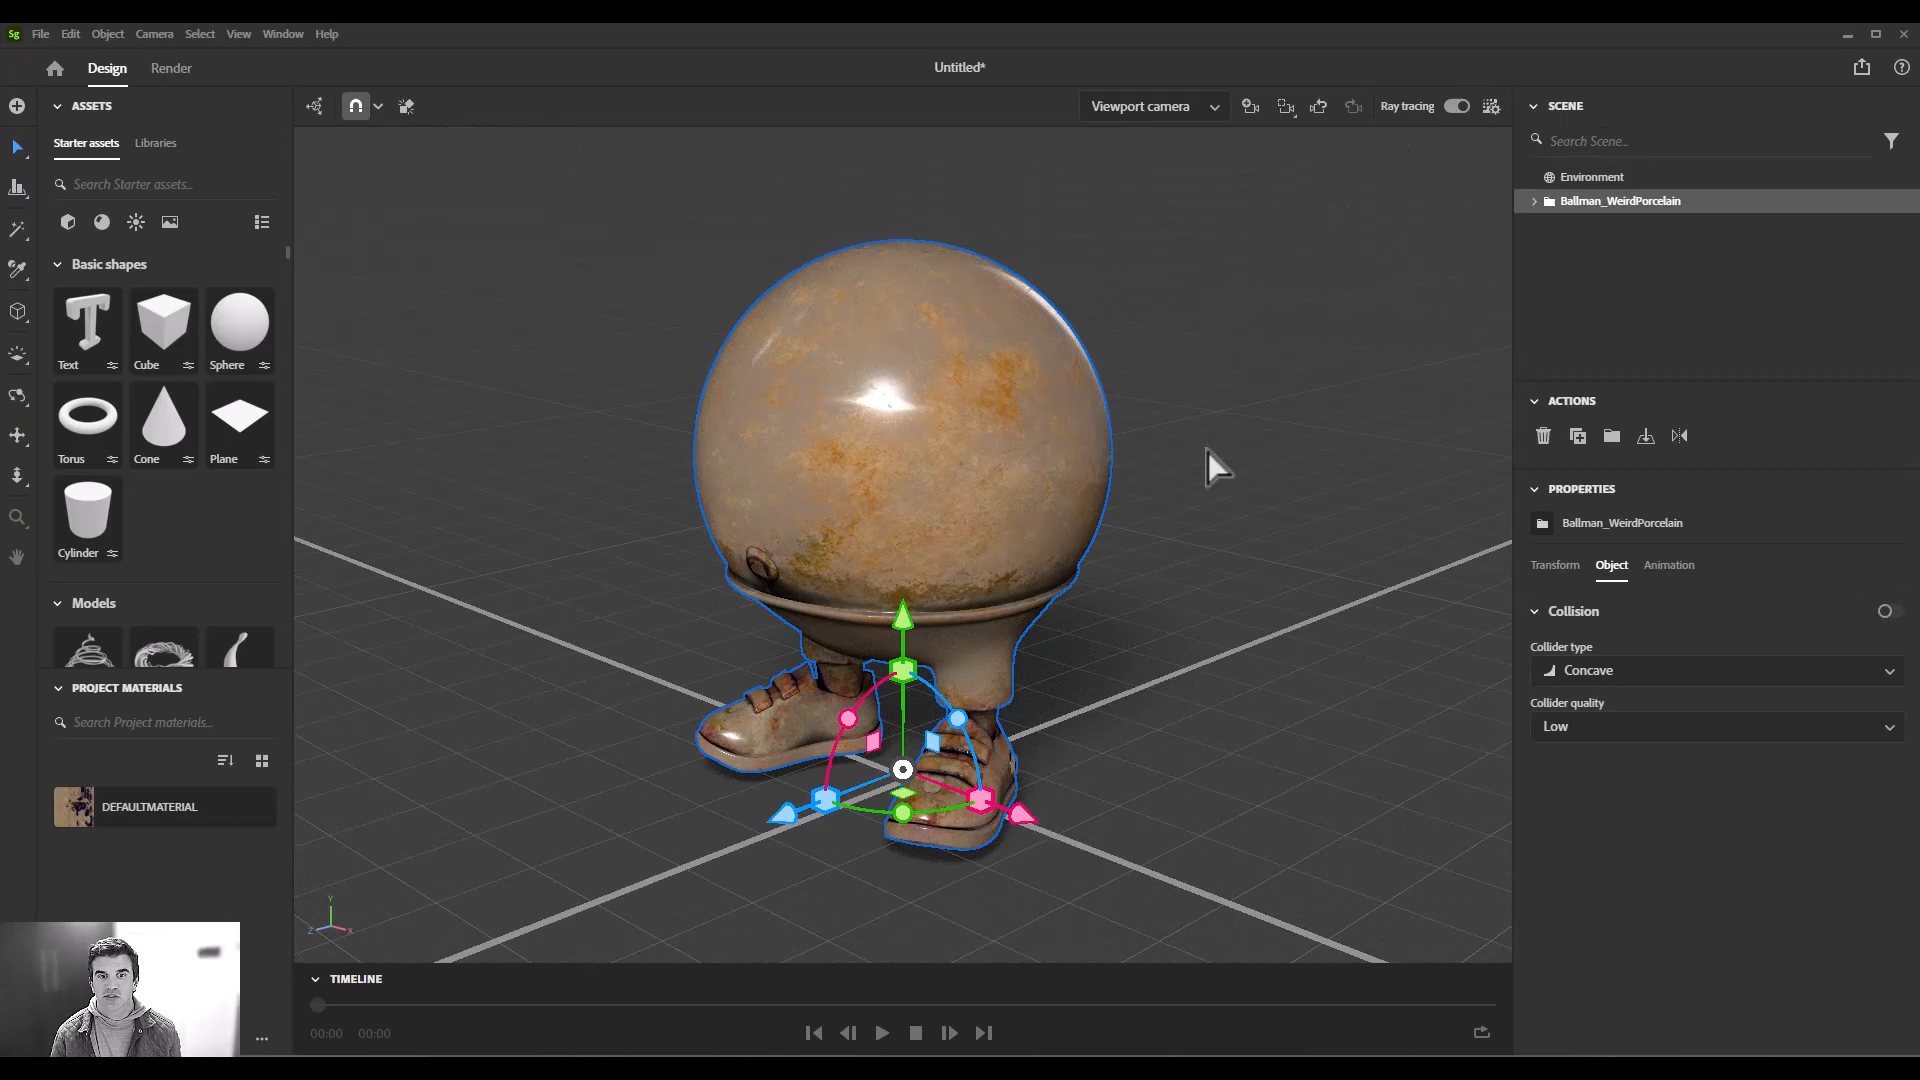 Sg File Edit Object Camera Select View Window Help
Design Render Untitled*
ASSETS
Starter assets Libraries
Search Starter assets...
Basic shapes
Text Cube Sphere
Torus Cone Plane
Cylinder
Models
PROJECT MATERIALS
Search Project materials...
DEFAULTMATERIAL
Viewport camera Ray tracing
Y
Z X
TIMELINE
00:00 00:00
SCENE
Search Scene...
Environment
Ballman_WeirdPorcelain
ACTIONS
PROPERTIES
Ballman_WeirdPorcelain
Transform Object Animation
Collision
Collider type
Concave
Collider quality
Low